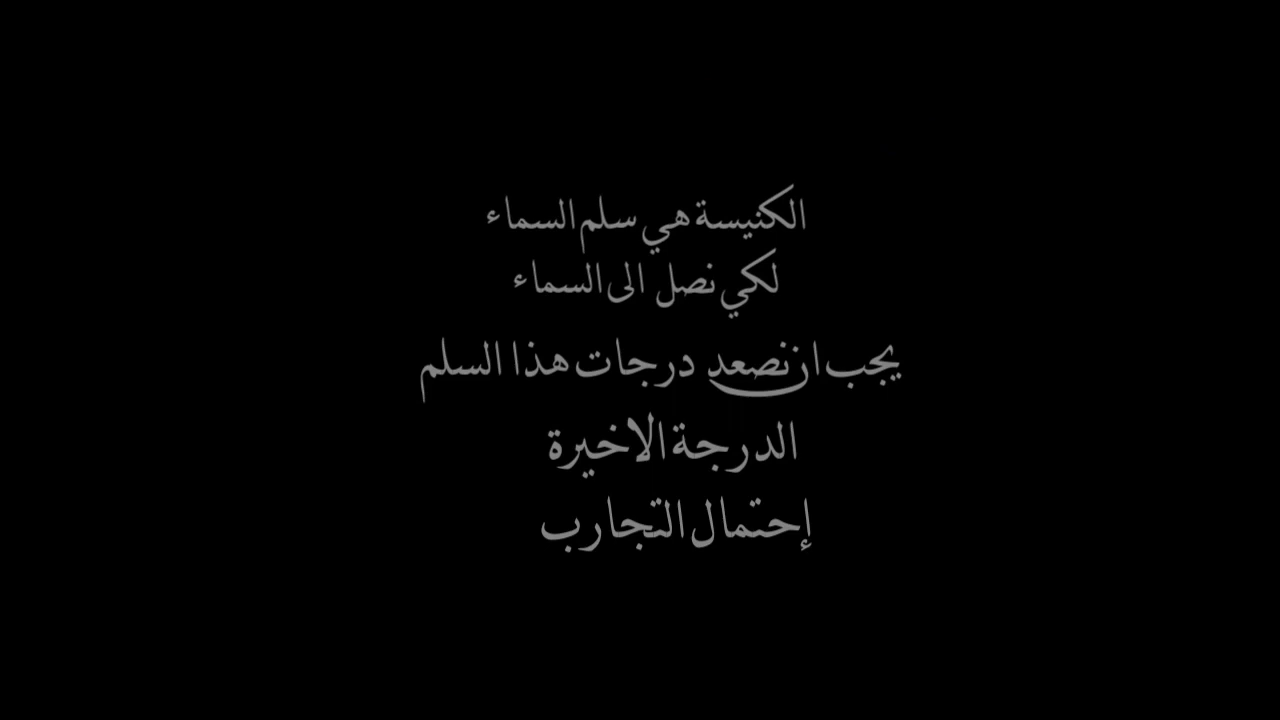 الكنيسة هي سلم السماء
لكي نصل الى السماء
يجب ان نصعد درجات هذا السلم
الدرجة الاخيرة
إحتمال التجارب